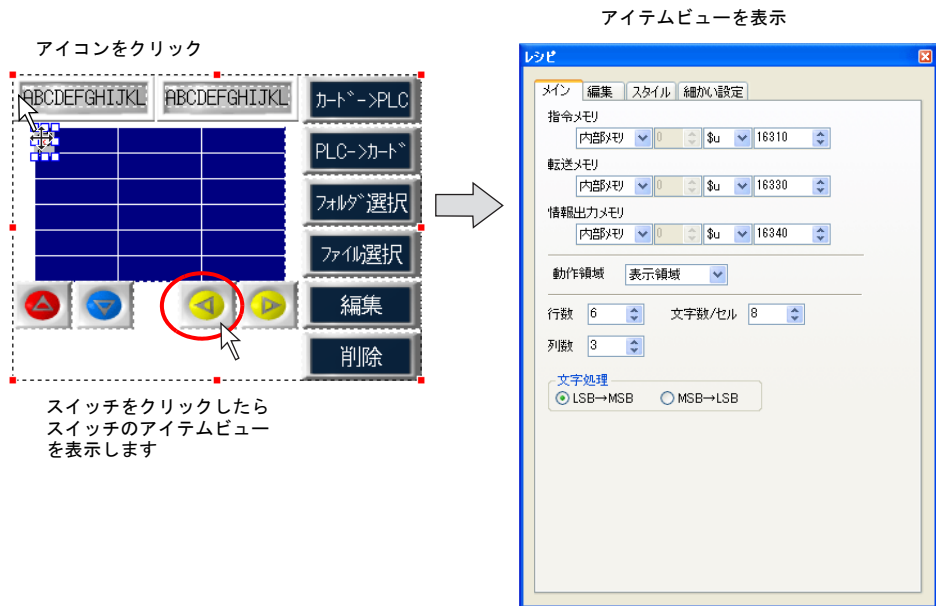 アイテムビューを表示
アイコンをクリック
ABCDEFGHIJKL
ABCDEFGHIJKL
カード->PLC
PLC->カード
フォルダ選択
ファイル選択
編集
削除
スイッチをクリックしたら
スイッチのアイテムビュー
を表示します
レシピ
メイン 編集 スタイル 細かい設定
指令メモリ
内部メモリ 0 $u 16310
転送メモリ
内部メモリ 0 $u 16330
情報出力メモリ
内部メモリ 0 $u 16340
動作領域 表示領域
行数 6 文字数/セル 8
列数 3
文字処理
LSB→MSB MSB→LSB